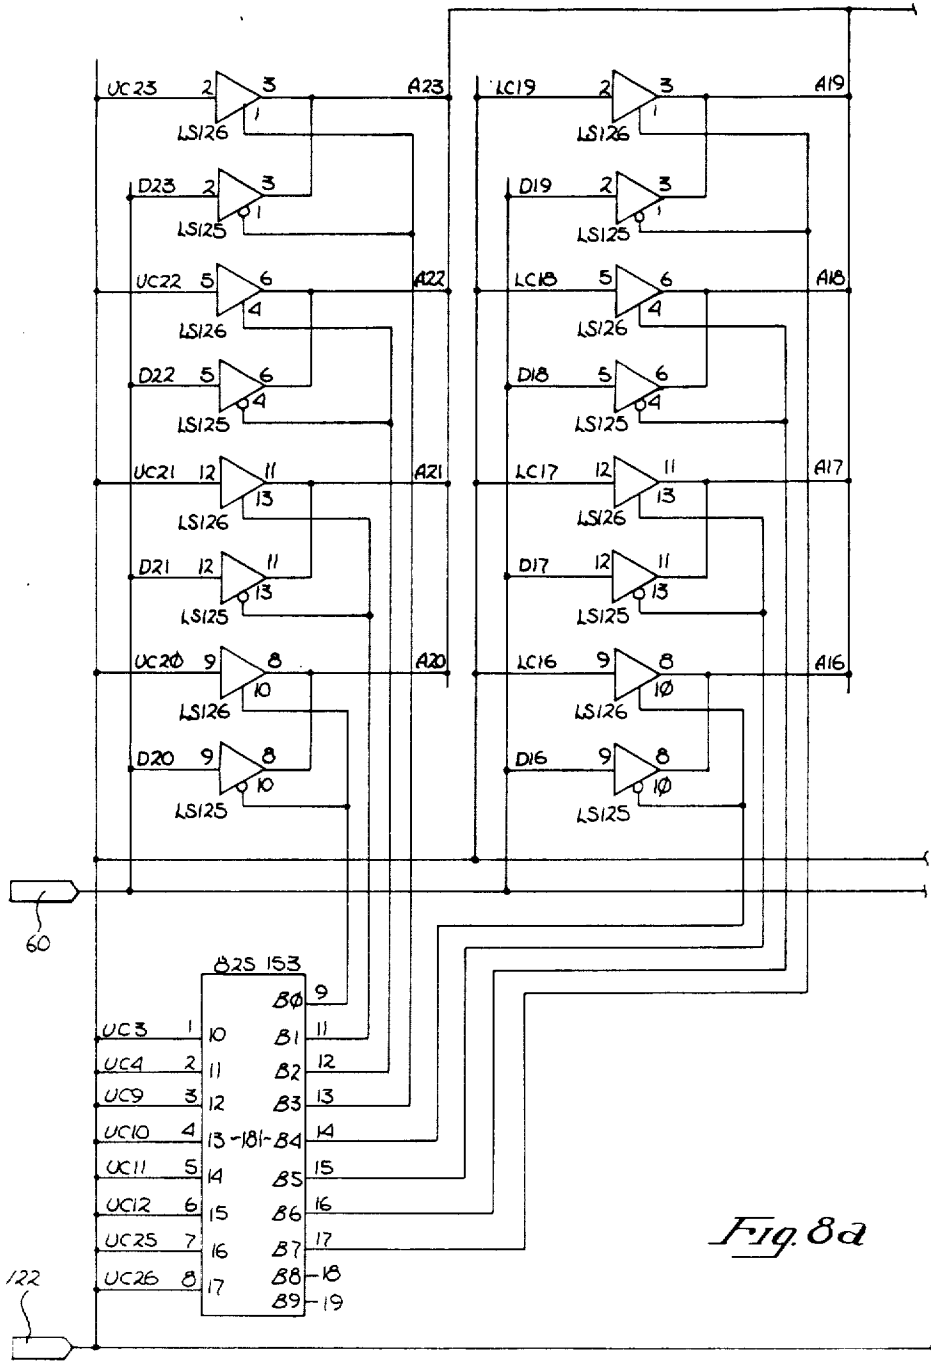 UC23 2 3 A23 LC19 2 3 A19
1 1
LS126 LS126
D23 2 3 D19 2 3
1 1
LS125 LS125
UC22 5 6 A22 LC18 5 6 A18
4 4
LS126 LS126
D22 5 6 D18 5 6
4 4
LS125 LS125
UC21 12 11 A21 LC17 12 11 A17
13 13
LS126 LS126
D21 12 11 D17 12 11
13 13
LS125 LS125
UC2φ 9 8 A20 LC16 9 8 A16
10 1φ
LS126 LS126
D20 9 8 D16 9 8
10 1φ
LS125 LS125
60
82S 153
Bφ 9
UC3 1 10 B1 11
UC4 2 11 B2 12
UC9 3 12 B3 13
UC10 4 13 -181- B4 14
UC11 5 14 B5 15
UC12 6 15 B6 16
UC25 7 16 B7 17
UC26 8 17 B8 18
B9 19
122
Fig. 8a